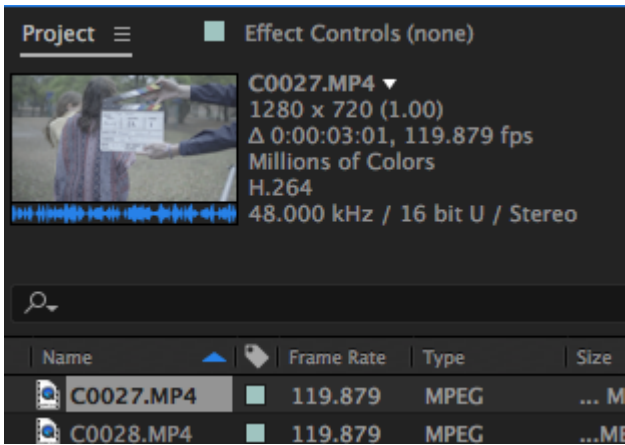 Project ≡ Effect Controls (none)
C0027.MP4 ▼
1280 x 720 (1.00)
Δ 0:00:03:01, 119.879 fps
Millions of Colors
H.264
48.000 kHz / 16 bit U / Stereo
Name Frame Rate Type Size
C0027.MP4 119.879 MPEG ... M
C0028.MP4 119.879 MPEG ...ME